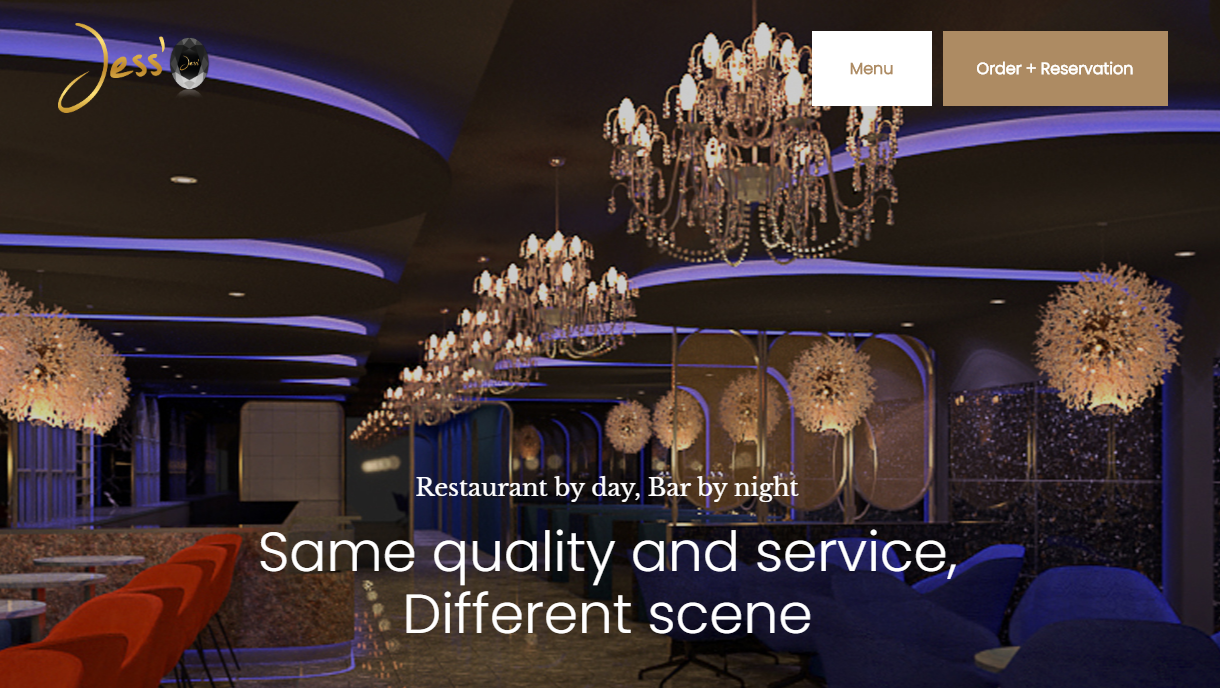 Jess'
Menu
Order + Reservation
Restaurant by day, Bar by night
Same quality and service,
Different scene